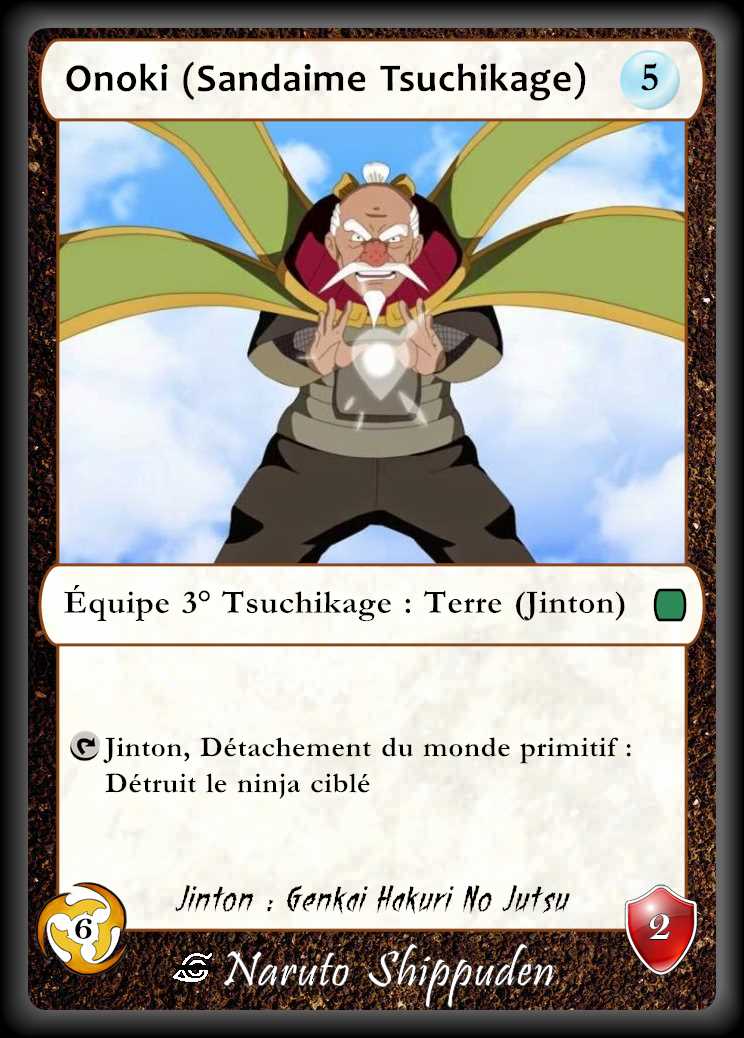 Onoki (Sandaime Tsuchikage) 5
Équipe 3° Tsuchikage : Terre (Jinton)
Jinton, Détachement du monde primitif :
Détruit le ninja ciblé
Jinton : Genkai Hakuri No Jutsu
6
2
Naruto Shippuden